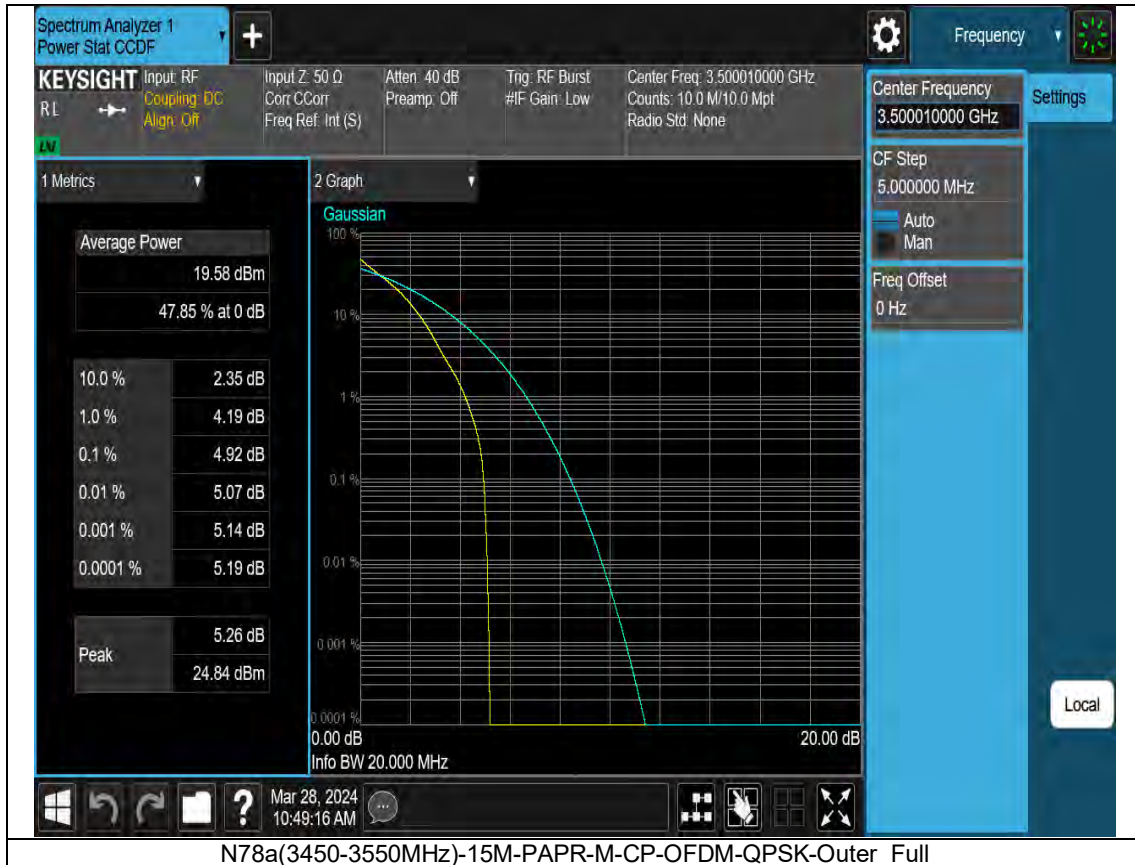 Spectrum Analyzer 1
Power Stat CCDF
+
Frequency
KEYSIGHT
RL
LNI
Input: RF
Coupling: DC
Align: Off
Input Z: 50 Ω
Corr CCorr
Freq Ref: Int (S)
Atten: 40 dB
Preamp: Off
Trig: RF Burst
#IF Gain: Low
Center Freq: 3.500010000 GHz
Counts: 10.0 M/10.0 Mpt
Radio Std: None
Center Frequency
3.500010000 GHz
Settings
CF Step
5.000000 MHz
Auto
Man
Freq Offset
0 Hz
Local
1 Metrics
Average Power
19.58 dBm
47.85 % at 0 dB
10.0 % 2.35 dB
1.0 % 4.19 dB
0.1 % 4.92 dB
0.01 % 5.07 dB
0.001 % 5.14 dB
0.0001 % 5.19 dB
Peak
5.26 dB
24.84 dBm
2 Graph
Gaussian
100 %
10 %
1 %
0.1 %
0.01 %
0.001 %
0.0001 %
0.00 dB 20.00 dB
Info BW 20.000 MHz
?
Mar 28, 2024
10:49:16 AM
N78a(3450-3550MHz)-15M-PAPR-M-CP-OFDM-QPSK-Outer_Full